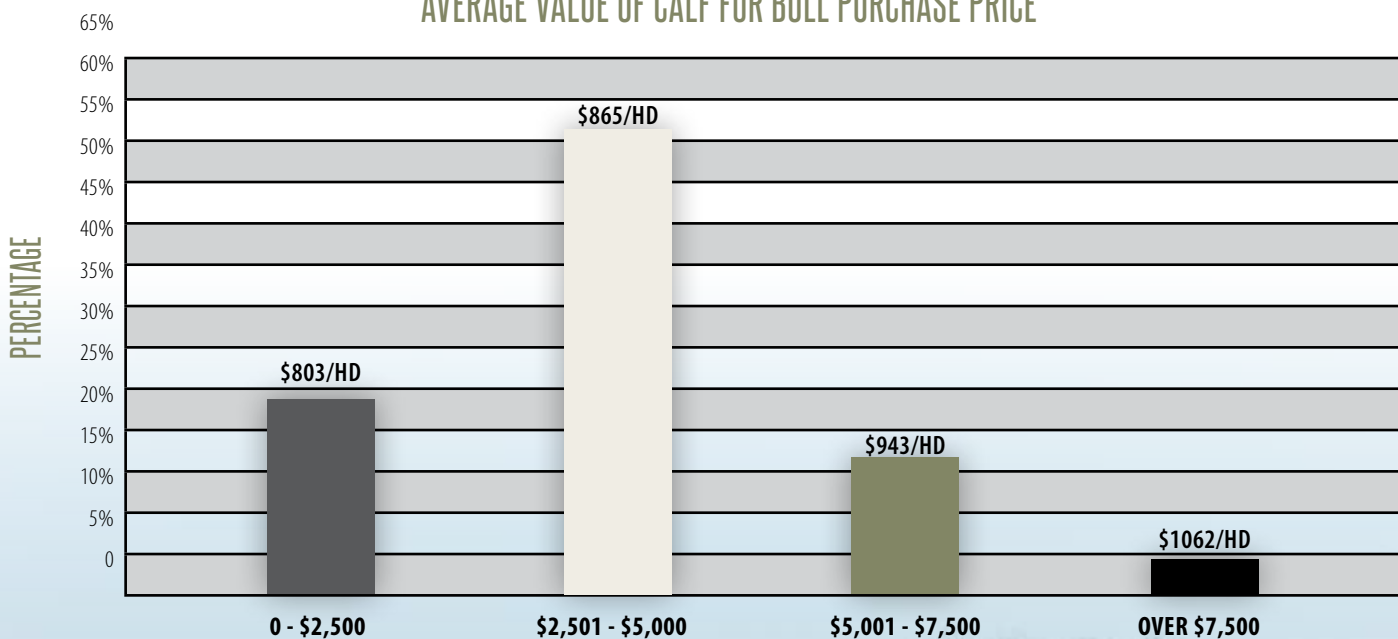 AVERAGE VALUE OF CALF FOR BULL PURCHASE PRICE
65%
60%
55%
50%
45%
40%
35%
30%
25%
20%
15%
10%
5%
0
PERCENTAGE
$803/HD
$865/HD
$943/HD
$1062/HD
0 - $2,500
$2,501 - $5,000
$5,001 - $7,500
OVER $7,500